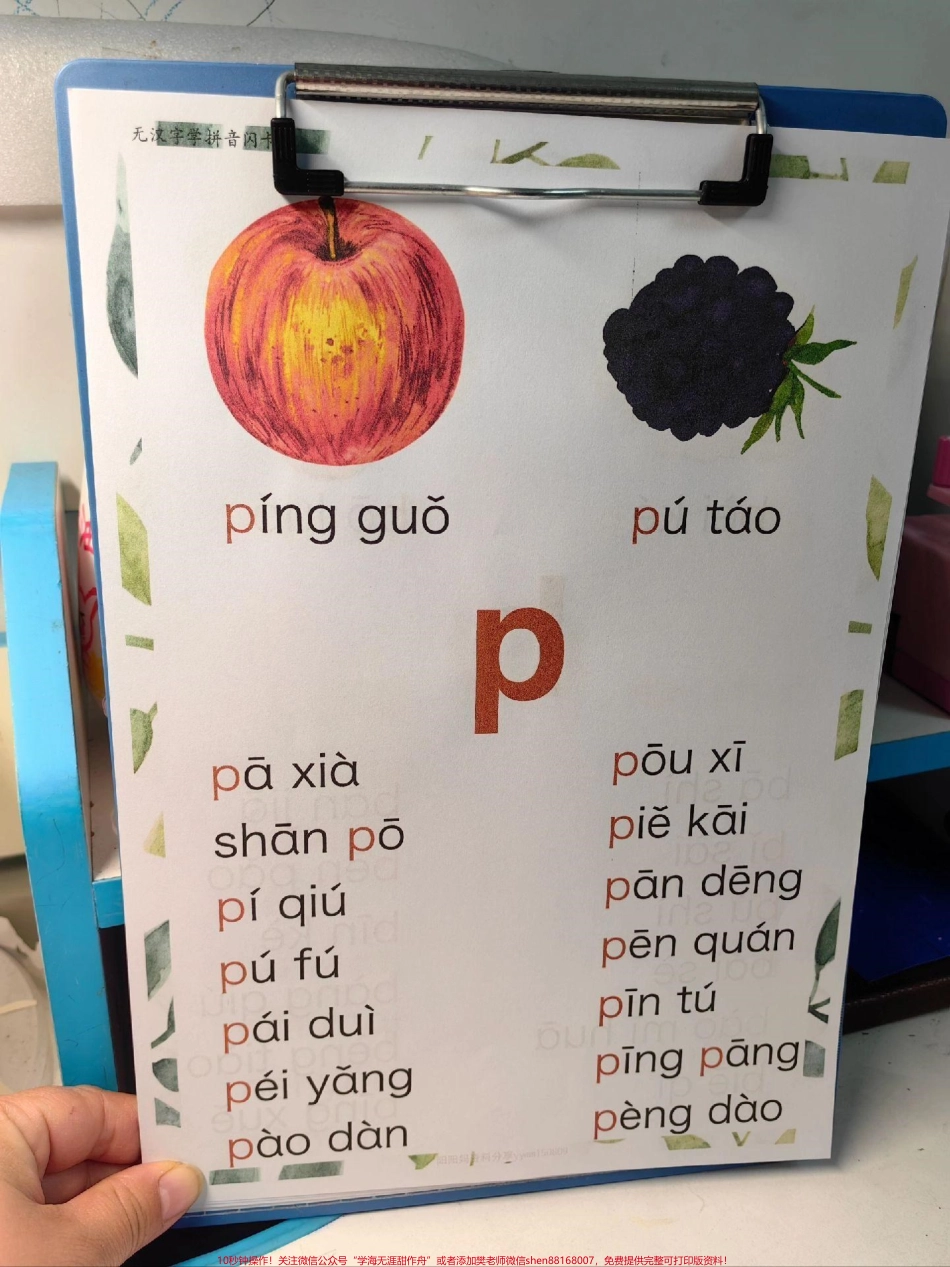 无汉字学拼音闪卡
píng guǒ
pú táo
p
pā xià
shān pō
pí qiú
pú fú
pái duì
péi yǎng
pào dàn
pōu xī
piě kāi
pān dēng
pēn quán
pīn tú
pīng pāng
pèng dào
10秒钟操作！关注微信公众号“学海无涯甜作舟”或者添加樊老师微信shen88168007，免费提供完整可打印版资料！